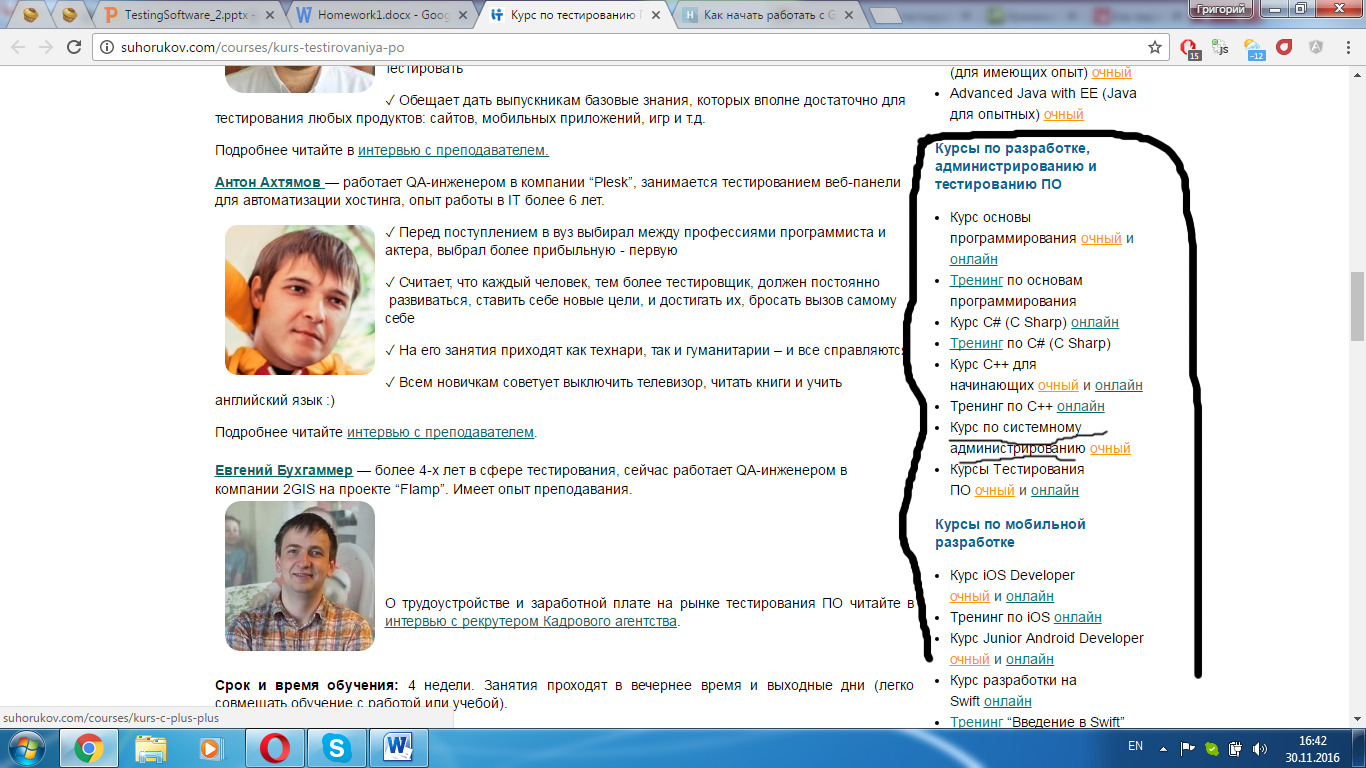 TestingSoftware_2.pptx -
Homework1.docx - Goo
Курс по тестированию П
Как начать работать с G
Григорий
suhorukov.com/courses/kurs-testirovaniya-po
15
js
-12
тестировать
✓ Обещает дать выпускникам базовые знания, которых вполне достаточно для
тестирования любых продуктов: сайтов, мобильных приложений, игр и т.д.
Подробнее читайте в интервью с преподавателем.
Антон Ахтямов — работает QA-инженером в компании “Plesk”, занимается тестированием веб-панели
для автоматизации хостинга, опыт работы в IT более 6 лет.
✓ Перед поступлением в вуз выбирал между профессиями программиста и
актера, выбрал более прибыльную - первую
✓ Считает, что каждый человек, тем более тестировщик, должен постоянно
развиваться, ставить себе новые цели, и достигать их, бросать вызов самому
себе
✓ На его занятия приходят как технари, так и гуманитарии – и все справляются
✓ Всем новичкам советует выключить телевизор, читать книги и учить
английский язык :)
Подробнее читайте интервью с преподавателем.
Евгений Бухгаммер — более 4-х лет в сфере тестирования, сейчас работает QA-инженером в
компании 2GIS на проекте “Flamp”. Имеет опыт преподавания.
О трудоустройстве и заработной плате на рынке тестирования ПО читайте в
интервью с рекрутером Кадрового агентства.
Срок и время обучения: 4 недели. Занятия проходят в вечернее время и выходные дни (легко
совмещать обучение с работой или учебой).
(для имеющих опыт) очный
• Advanced Java with EE (Java
для опытных) очный
Курсы по разработке,
администрированию и
тестированию ПО
• Курс основы
программирования очный и
онлайн
• Тренинг по основам
программирования
• Курс C# (C Sharp) онлайн
• Тренинг по C# (C Sharp)
• Курс C++ для
начинающих очный и онлайн
• Тренинг по C++ онлайн
• Курс по системному
администрированию очный
• Курсы Тестирования
ПО очный и онлайн
Курсы по мобильной
разработке
• Курс iOS Developer
очный и онлайн
• Тренинг по iOS онлайн
• Курс Junior Android Developer
очный и онлайн
• Курс разработки на
Swift онлайн
• Тренинг “Введение в Swift”
suhorukov.com/courses/kurs-c-plus-plus
EN
16:42
30.11.2016